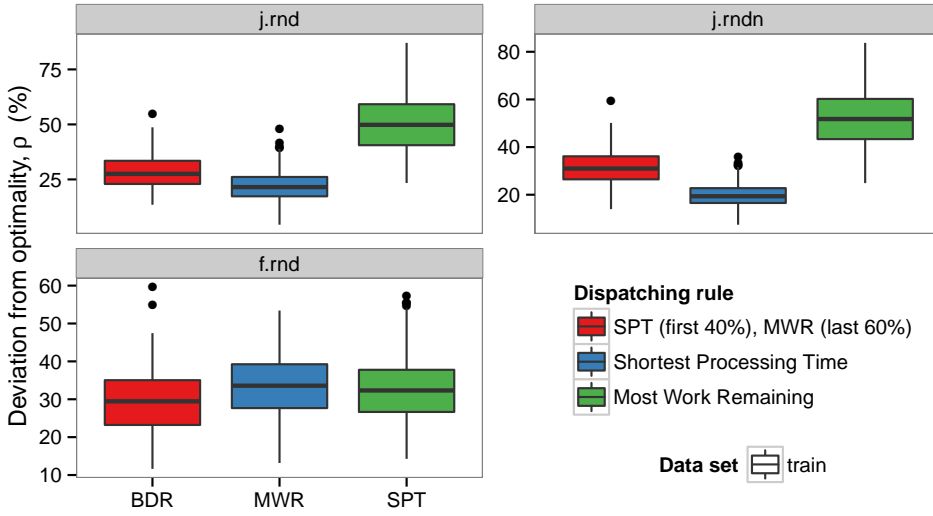 j.rnd
j.rndn
75
50
25
80
60
40
20
Deviation from optimality, ρ (%)
f.rnd
60
50
40
30
20
10
BDR MWR SPT
Dispatching rule
SPT (first 40%), MWR (last 60%)
Shortest Processing Time
Most Work Remaining
Data set train